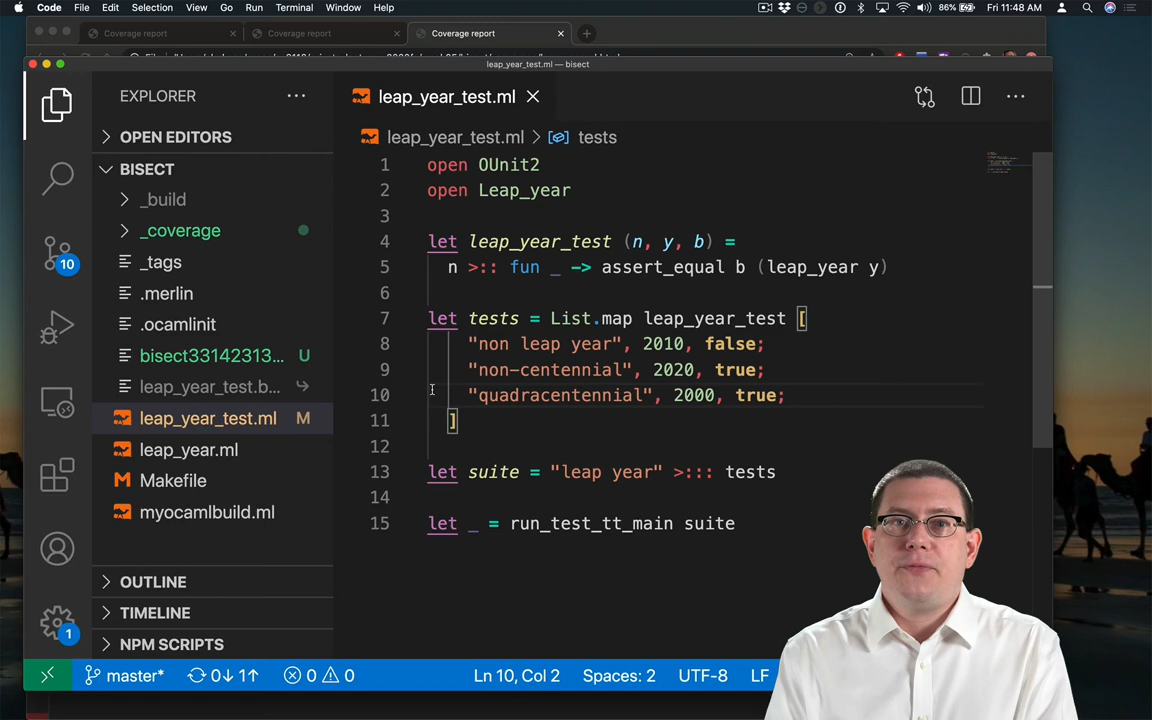 Code File Edit Selection View Go Run Terminal Window Help 86% Fri 11:48 AM
Coverage report Coverage report Coverage report
leap_year_test.ml — bisect
EXPLORER
OPEN EDITORS
BISECT
_build
_coverage
_tags
.merlin
.ocamlinit
bisect33142313... U
leap_year_test.b...
leap_year_test.ml M
leap_year.ml
Makefile
myocamlbuild.ml
OUTLINE
TIMELINE
NPM SCRIPTS
10
1
leap_year_test.ml
leap_year_test.ml > tests
1 open OUnit2
2 open Leap_year
3
4 let leap_year_test (n, y, b) =
5 n >:: fun _ -> assert_equal b (leap_year y)
6
7 let tests = List.map leap_year_test [
8 "non leap year", 2010, false;
9 "non-centennial", 2020, true;
10 "quadracentennial", 2000, true;
11 ]
12
13 let suite = "leap year" >::: tests
14
15 let _ = run_test_tt_main suite
master* 0↓ 1↑ 0 0 Ln 10, Col 2 Spaces: 2 UTF-8 LF